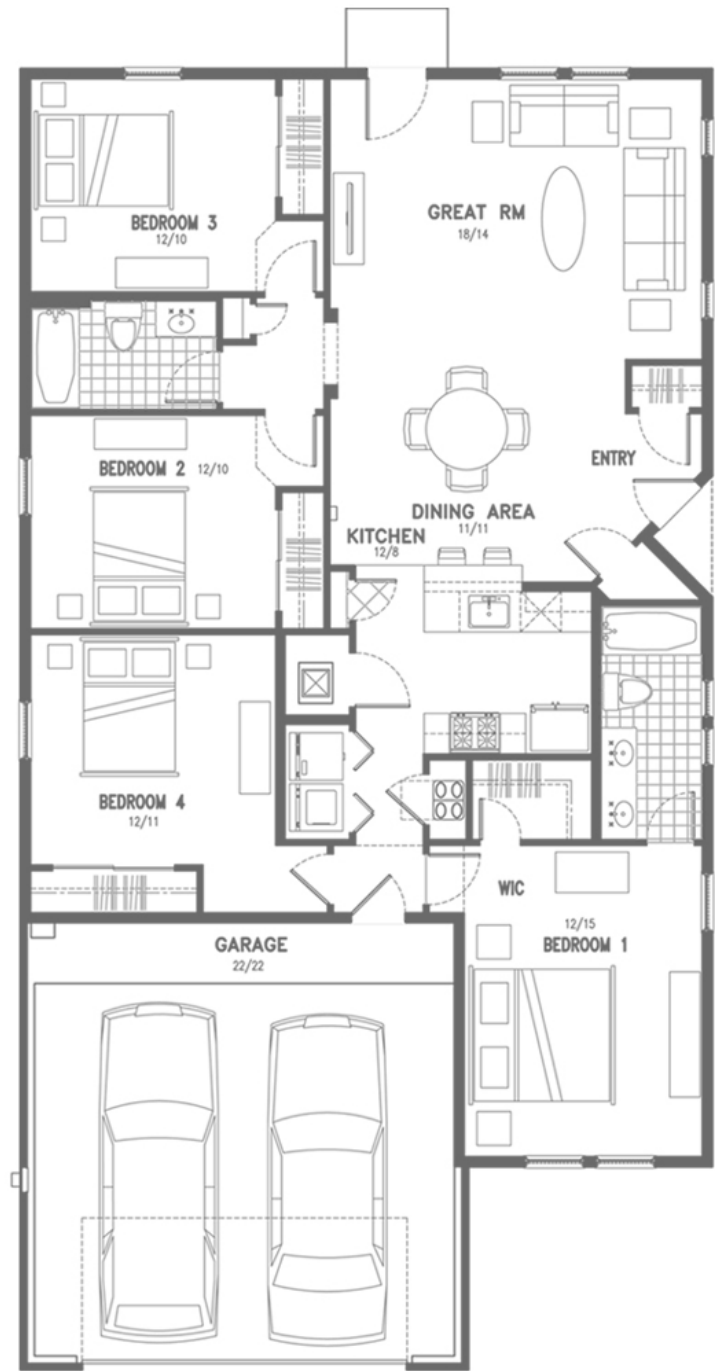 BEDROOM 3
12/10
GREAT RM
18/14
BEDROOM 2 12/10
ENTRY
DINING AREA
11/11
KITCHEN
12/8
BEDROOM 4
12/11
WIC
12/15
BEDROOM 1
GARAGE
22/22